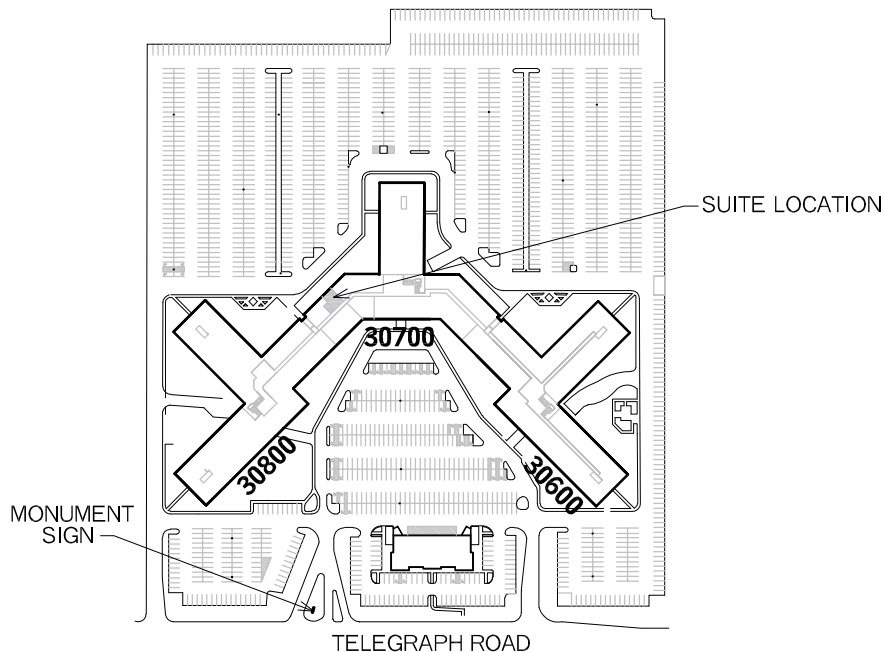 SUITE LOCATION
30700
30800
30600
MONUMENT
SIGN
TELEGRAPH ROAD